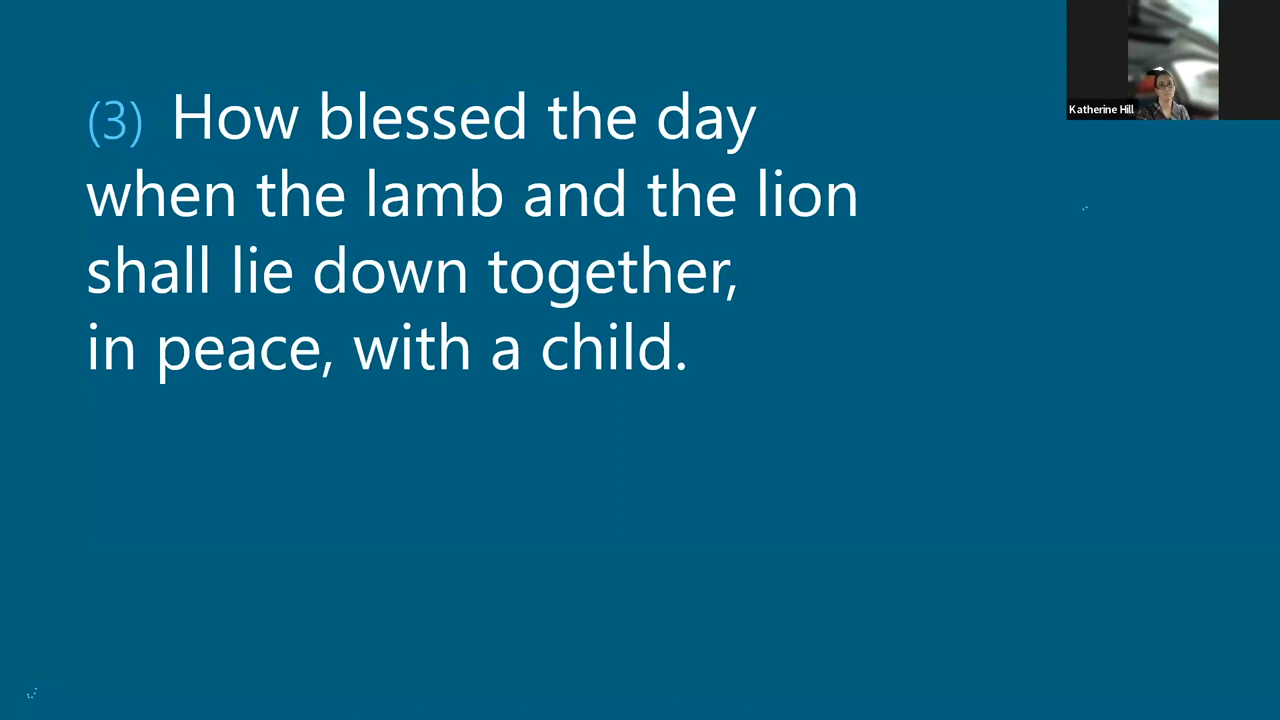 (3) How blessed the day
when the lamb and the lion
shall lie down together,
in peace, with a child.
Katherine Hill